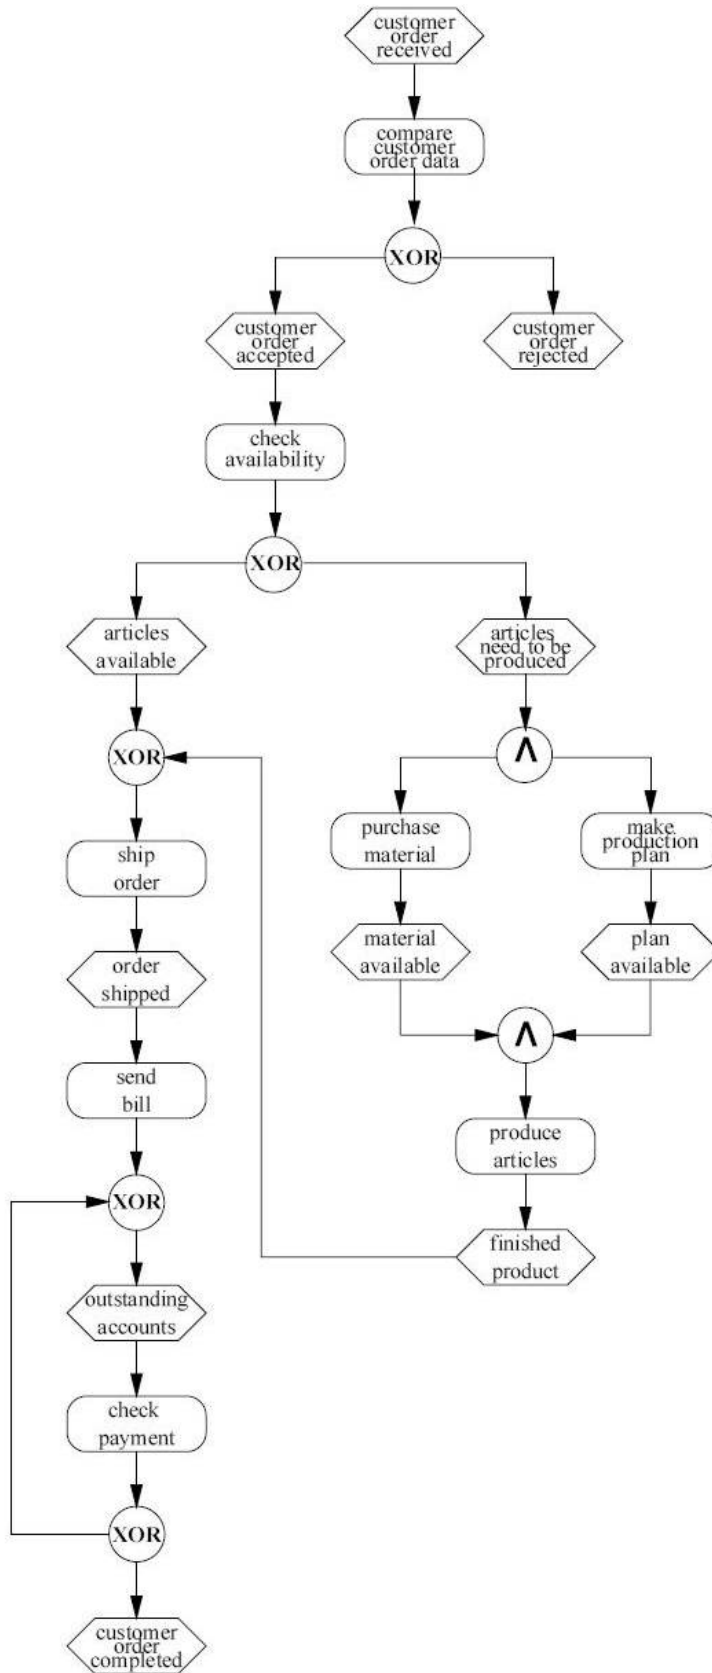 customer
order
received
compare
customer
order data
XOR
customer
order
accepted
customer
order
rejected
check
availability
XOR
articles
available
articles
need to be
produced
XOR
Λ
purchase
material
make
production
plan
ship
order
material
available
plan
available
order
shipped
Λ
send
bill
produce
articles
XOR
finished
product
outstanding
accounts
check
payment
XOR
customer
order
completed